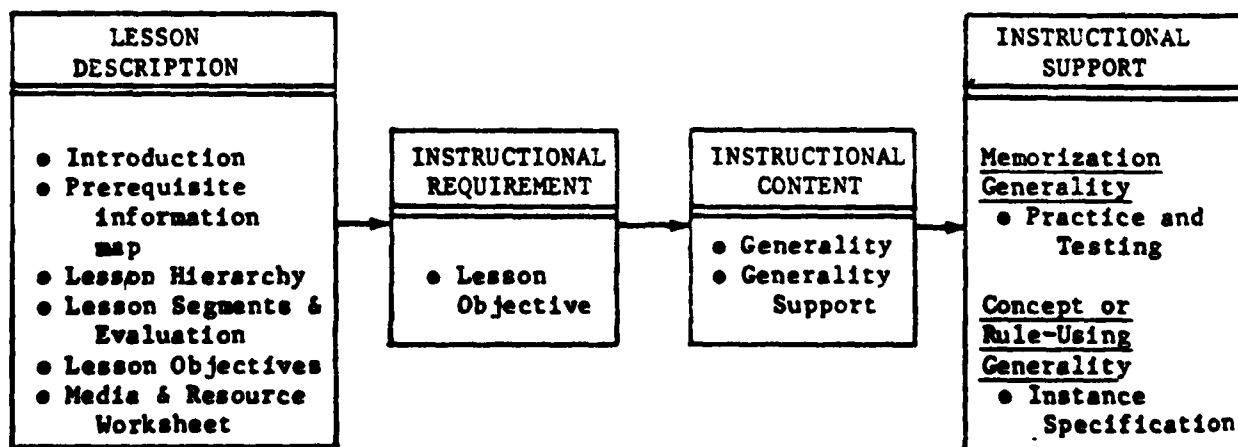 LESSON
DESCRIPTION
● Introduction
● Prerequisite
information
map
● Lesson Hierarchy
● Lesson Segments &
Evaluation
● Lesson Objectives
● Media & Resource
Worksheet
INSTRUCTIONAL
REQUIREMENT
● Lesson
Objective
INSTRUCTIONAL
CONTENT
● Generality
● Generality
Support
INSTRUCTIONAL
SUPPORT
Memorization
Generality
● Practice and
Testing
Concept or
Rule-Using
Generality
● Instance
Specification